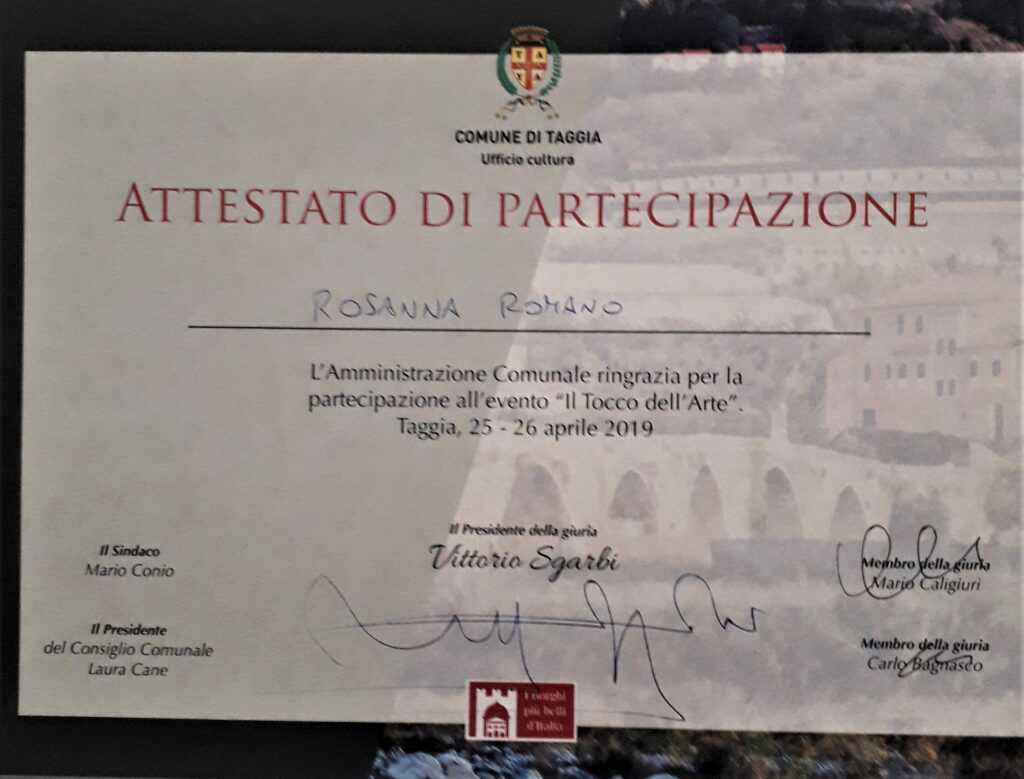 T A
T A
COMUNE DI TAGGIA
Ufficio cultura
ATTESTATO DI PARTECIPAZIONE
ROSANNA ROMANO
L'Amministrazione Comunale ringrazia per la
partecipazione all'evento "Il Tocco dell'Arte".
Taggia, 25 - 26 aprile 2019
Il Sindaco
Mario Conio
Il Presidente
del Consiglio Comunale
Laura Cane
Il Presidente della giuria
Vittorio Sgarbi
Membro della giuria
Mario Caligiuri
Membro della giuria
Carlo Bagnasco
I Borghi
più belli
d'Italia